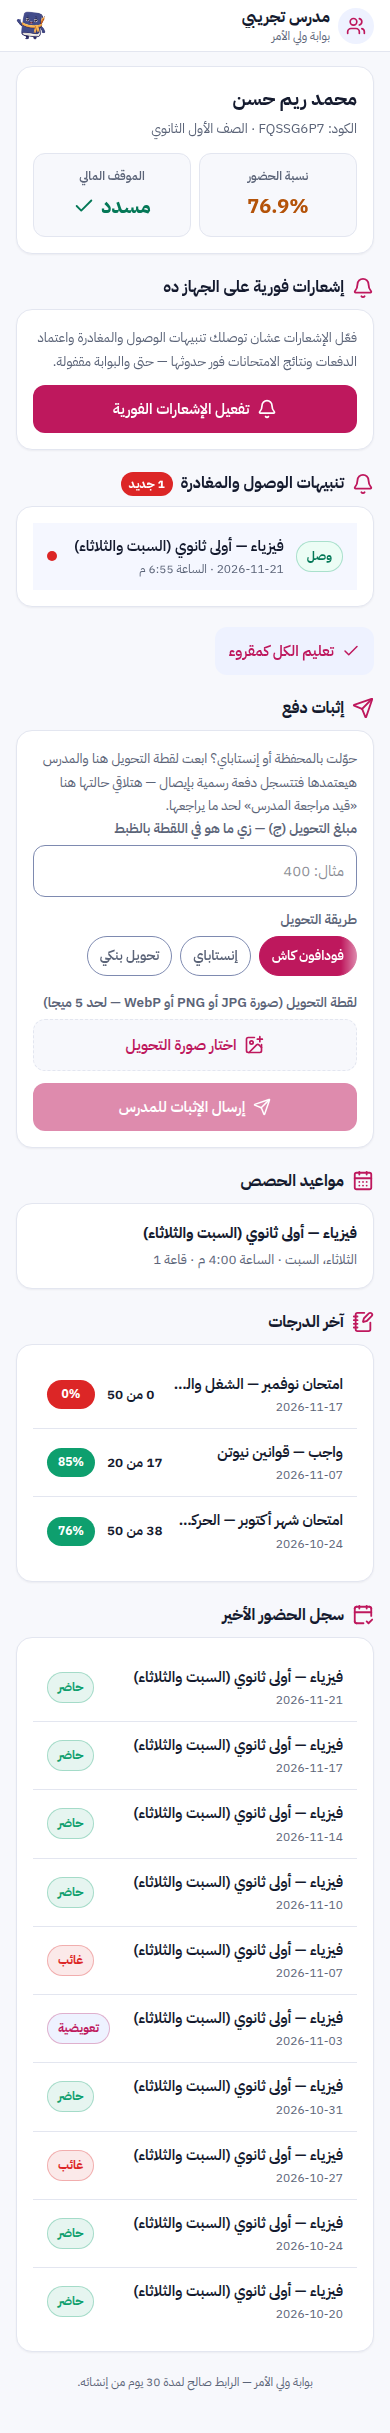 مدرس تجريبي
بوابة ولي الأمر
محمد ريم حسن
الكود: FQSSG6P7 · الصف الأول الثانوي
نسبة الحضور
76.9%
الموقف المالي
مسدد
إشعارات فورية على الجهاز ده
فعّل الإشعارات عشان توصلك تنبيهات الوصول والمغادرة واعتماد
الدفعات ونتائج الامتحانات فور حدوثها — حتى والبوابة مقفولة.
تفعيل الإشعارات الفورية
تنبيهات الوصول والمغادرة
1 جديد
وصل
فيزياء — أولى ثانوي (السبت والثلاثاء)
2026-11-21 · الساعة 6:55 م
تعليم الكل كمقروء
إثبات دفع
حوّلت بالمحفظة أو إنستاباي؟ ابعت لقطة التحويل هنا والمدرس
هيعتمدها فتتسجل دفعة رسمية بإيصال — هتلاقي حالتها هنا
«قيد مراجعة المدرس» لحد ما يراجعها.
مبلغ التحويل (ج) — زي ما هو في اللقطة بالظبط
مثال: 400
طريقة التحويل
فودافون كاش
إنستاباي
تحويل بنكي
لقطة التحويل (صورة JPG أو PNG أو WebP — لحد 5 ميجا)
اختار صورة التحويل
إرسال الإثبات للمدرس
مواعيد الحصص
فيزياء — أولى ثانوي (السبت والثلاثاء)
الثلاثاء، السبت · الساعة 4:00 م · قاعة 1
آخر الدرجات
امتحان نوفمبر — الشغل والـ...
2026-11-17
0 من 50
0%
واجب — قوانين نيوتن
2026-11-07
17 من 20
85%
امتحان شهر أكتوبر — الحركـ...
2026-10-24
38 من 50
76%
سجل الحضور الأخير
فيزياء — أولى ثانوي (السبت والثلاثاء)
2026-11-21
حاضر
فيزياء — أولى ثانوي (السبت والثلاثاء)
2026-11-17
حاضر
فيزياء — أولى ثانوي (السبت والثلاثاء)
2026-11-14
حاضر
فيزياء — أولى ثانوي (السبت والثلاثاء)
2026-11-10
حاضر
فيزياء — أولى ثانوي (السبت والثلاثاء)
2026-11-07
غائب
فيزياء — أولى ثانوي (السبت والثلاثاء)
2026-11-03
تعويضية
فيزياء — أولى ثانوي (السبت والثلاثاء)
2026-10-31
حاضر
فيزياء — أولى ثانوي (السبت والثلاثاء)
2026-10-27
غائب
فيزياء — أولى ثانوي (السبت والثلاثاء)
2026-10-24
حاضر
فيزياء — أولى ثانوي (السبت والثلاثاء)
2026-10-20
حاضر
بوابة ولي الأمر — الرابط صالح لمدة 30 يوم من إنشائه.